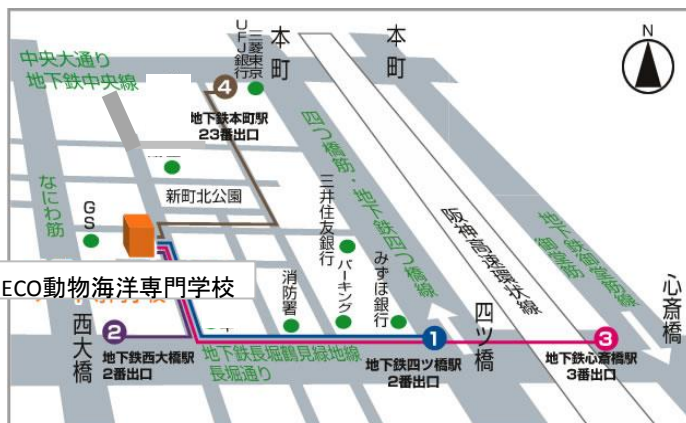 中央大通り
地下鉄中央線
三菱東京
UFJ銀行
本町
本町
N
4
地下鉄本町駅
23番出口
四つ橋筋・地下鉄四つ橋線
なにわ筋
新町北公園
GS
三井住友銀行
パーキング
みずほ銀行
消防署
阪神高速環状線
地下鉄御堂筋線
御堂筋
ECO動物海洋専門学校
西大橋
2
地下鉄西大橋駅
2番出口
地下鉄長堀鶴見緑地線
長堀通り
1
地下鉄四ツ橋駅
2番出口
四ツ橋
3
地下鉄心斎橋駅
3番出口
心斎橋